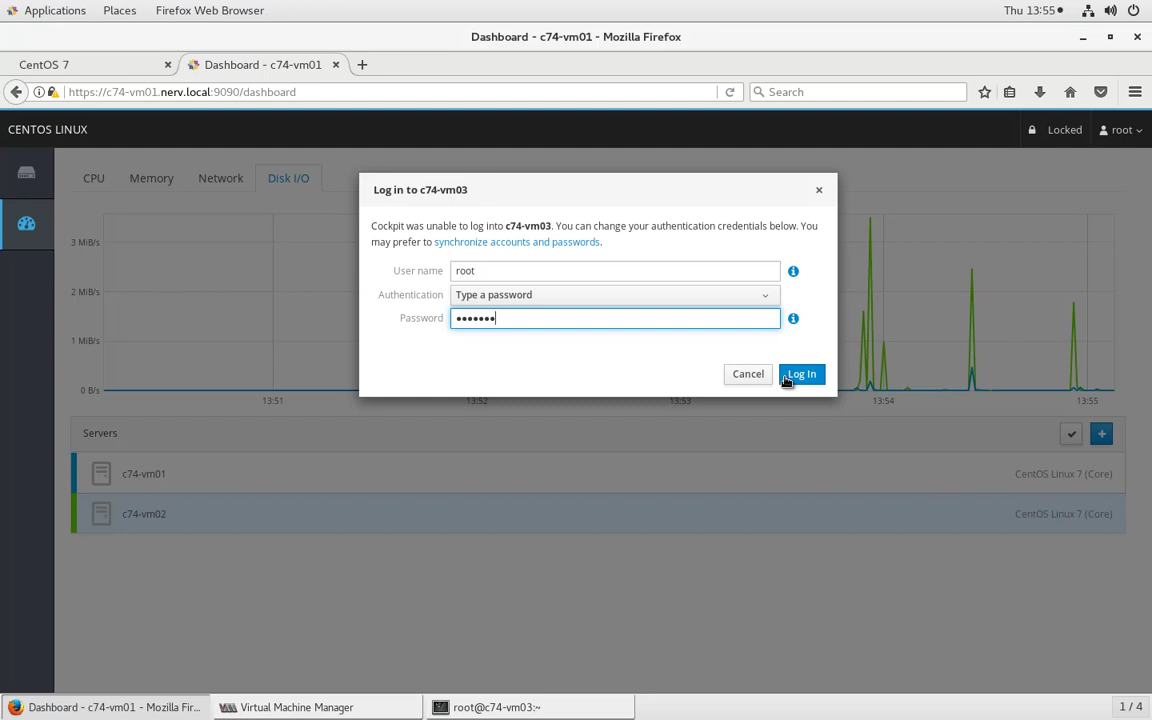 Applications Places Firefox Web Browser Thu 13:55
Dashboard - c74-vm01 - Mozilla Firefox
CentOS 7 Dashboard - c74-vm01
https://c74-vm01.nerv.local:9090/dashboard Search
CENTOS LINUX Locked root
CPU Memory Network Disk I/O
Log in to c74-vm03
Cockpit was unable to log into c74-vm03. You can change your authentication credentials below. You
may prefer to synchronize accounts and passwords.
User name root
Authentication Type a password
Password •••••••
Cancel Log In
3 MiB/s
2 MiB/s
1 MiB/s
0 B/s
13:51 13:52 13:53 13:54 13:55
Servers
c74-vm01 CentOS Linux 7 (Core)
c74-vm02 CentOS Linux 7 (Core)
Dashboard - c74-vm01 - Mozilla Fir... Virtual Machine Manager root@c74-vm03:~ 1 / 4